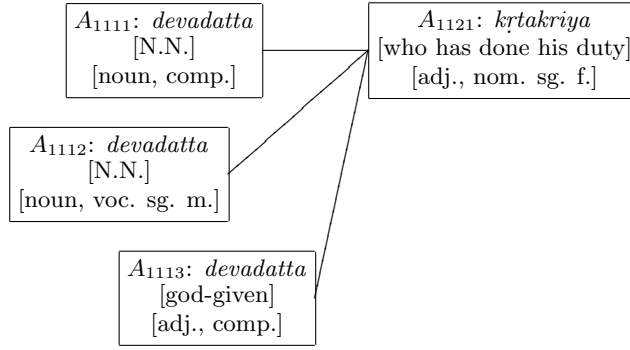 A₁₁₁₁: devadatta
[N.N.]
[noun, comp.]
A₁₁₂₁: kṛtakriya
[who has done his duty]
[adj., nom. sg. f.]
A₁₁₁₂: devadatta
[N.N.]
[noun, voc. sg. m.]
A₁₁₁₃: devadatta
[god-given]
[adj., comp.]